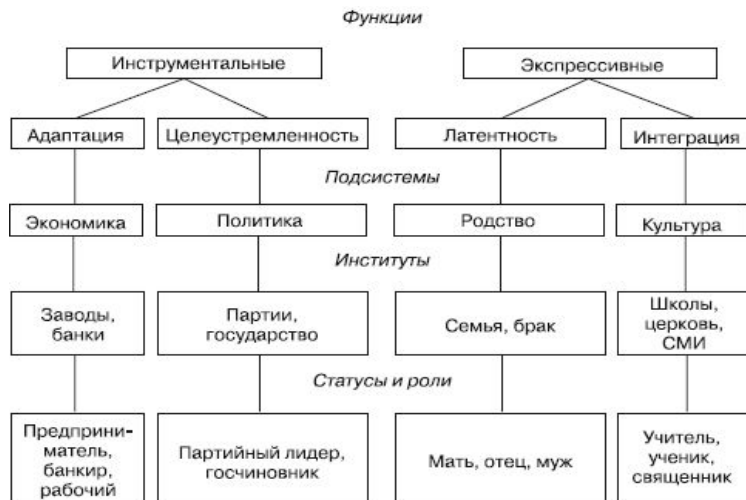 Функции
Инструментальные
Экспрессивные
Адаптация
Целеустремленность
Латентность
Интеграция
Подсистемы
Экономика
Политика
Родство
Культура
Институты
Заводы,
банки
Партии,
государство
Семья, брак
Школы,
церковь,
СМИ
Статусы и роли
Предприни-
матель,
банкир,
рабочий
Партийный лидер,
госчиновник
Мать, отец, муж
Учитель,
ученик,
священник